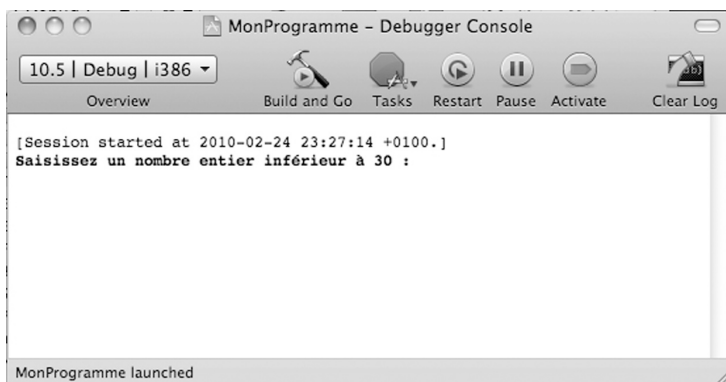 MonProgramme – Debugger Console
10.5 | Debug | i386
Overview
Build and Go
Tasks
Restart
Pause
Activate
Clear Log
[Session started at 2010-02-24 23:27:14 +0100.]
Saisissez un nombre entier inférieur à 30 :
MonProgramme launched